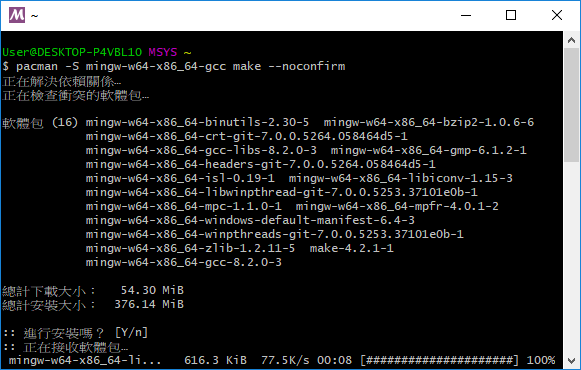 ~
User@DESKTOP-P4VBL1O MSYS ~
$ pacman -S mingw-w64-x86_64-gcc make --noconfirm
正在解決依賴關係…
正在檢查衝突的軟體包…
軟體包 (16) mingw-w64-x86_64-binutils-2.30-5  mingw-w64-x86_64-bzip2-1.0.6-6
mingw-w64-x86_64-crt-git-7.0.0.5264.058464d5-1
mingw-w64-x86_64-gcc-libs-8.2.0-3  mingw-w64-x86_64-gmp-6.1.2-1
mingw-w64-x86_64-headers-git-7.0.0.5264.058464d5-1
mingw-w64-x86_64-isl-0.19-1  mingw-w64-x86_64-libiconv-1.15-3
mingw-w64-x86_64-libwinpthread-git-7.0.0.5253.37101e0b-1
mingw-w64-x86_64-mpc-1.1.0-1  mingw-w64-x86_64-mpfr-4.0.1-2
mingw-w64-x86_64-windows-default-manifest-6.4-3
mingw-w64-x86_64-winpthreads-git-7.0.0.5253.37101e0b-1
mingw-w64-x86_64-zlib-1.2.11-5  make-4.2.1-1
mingw-w64-x86_64-gcc-8.2.0-3
總計下載大小：   54.30 MiB
總計安裝大小：  376.14 MiB
:: 進行安裝嗎？ [Y/n]
:: 正在接收軟體包…
mingw-w64-x86_64-li...   616.3 KiB  77.5K/s 00:08 [#####################] 100%